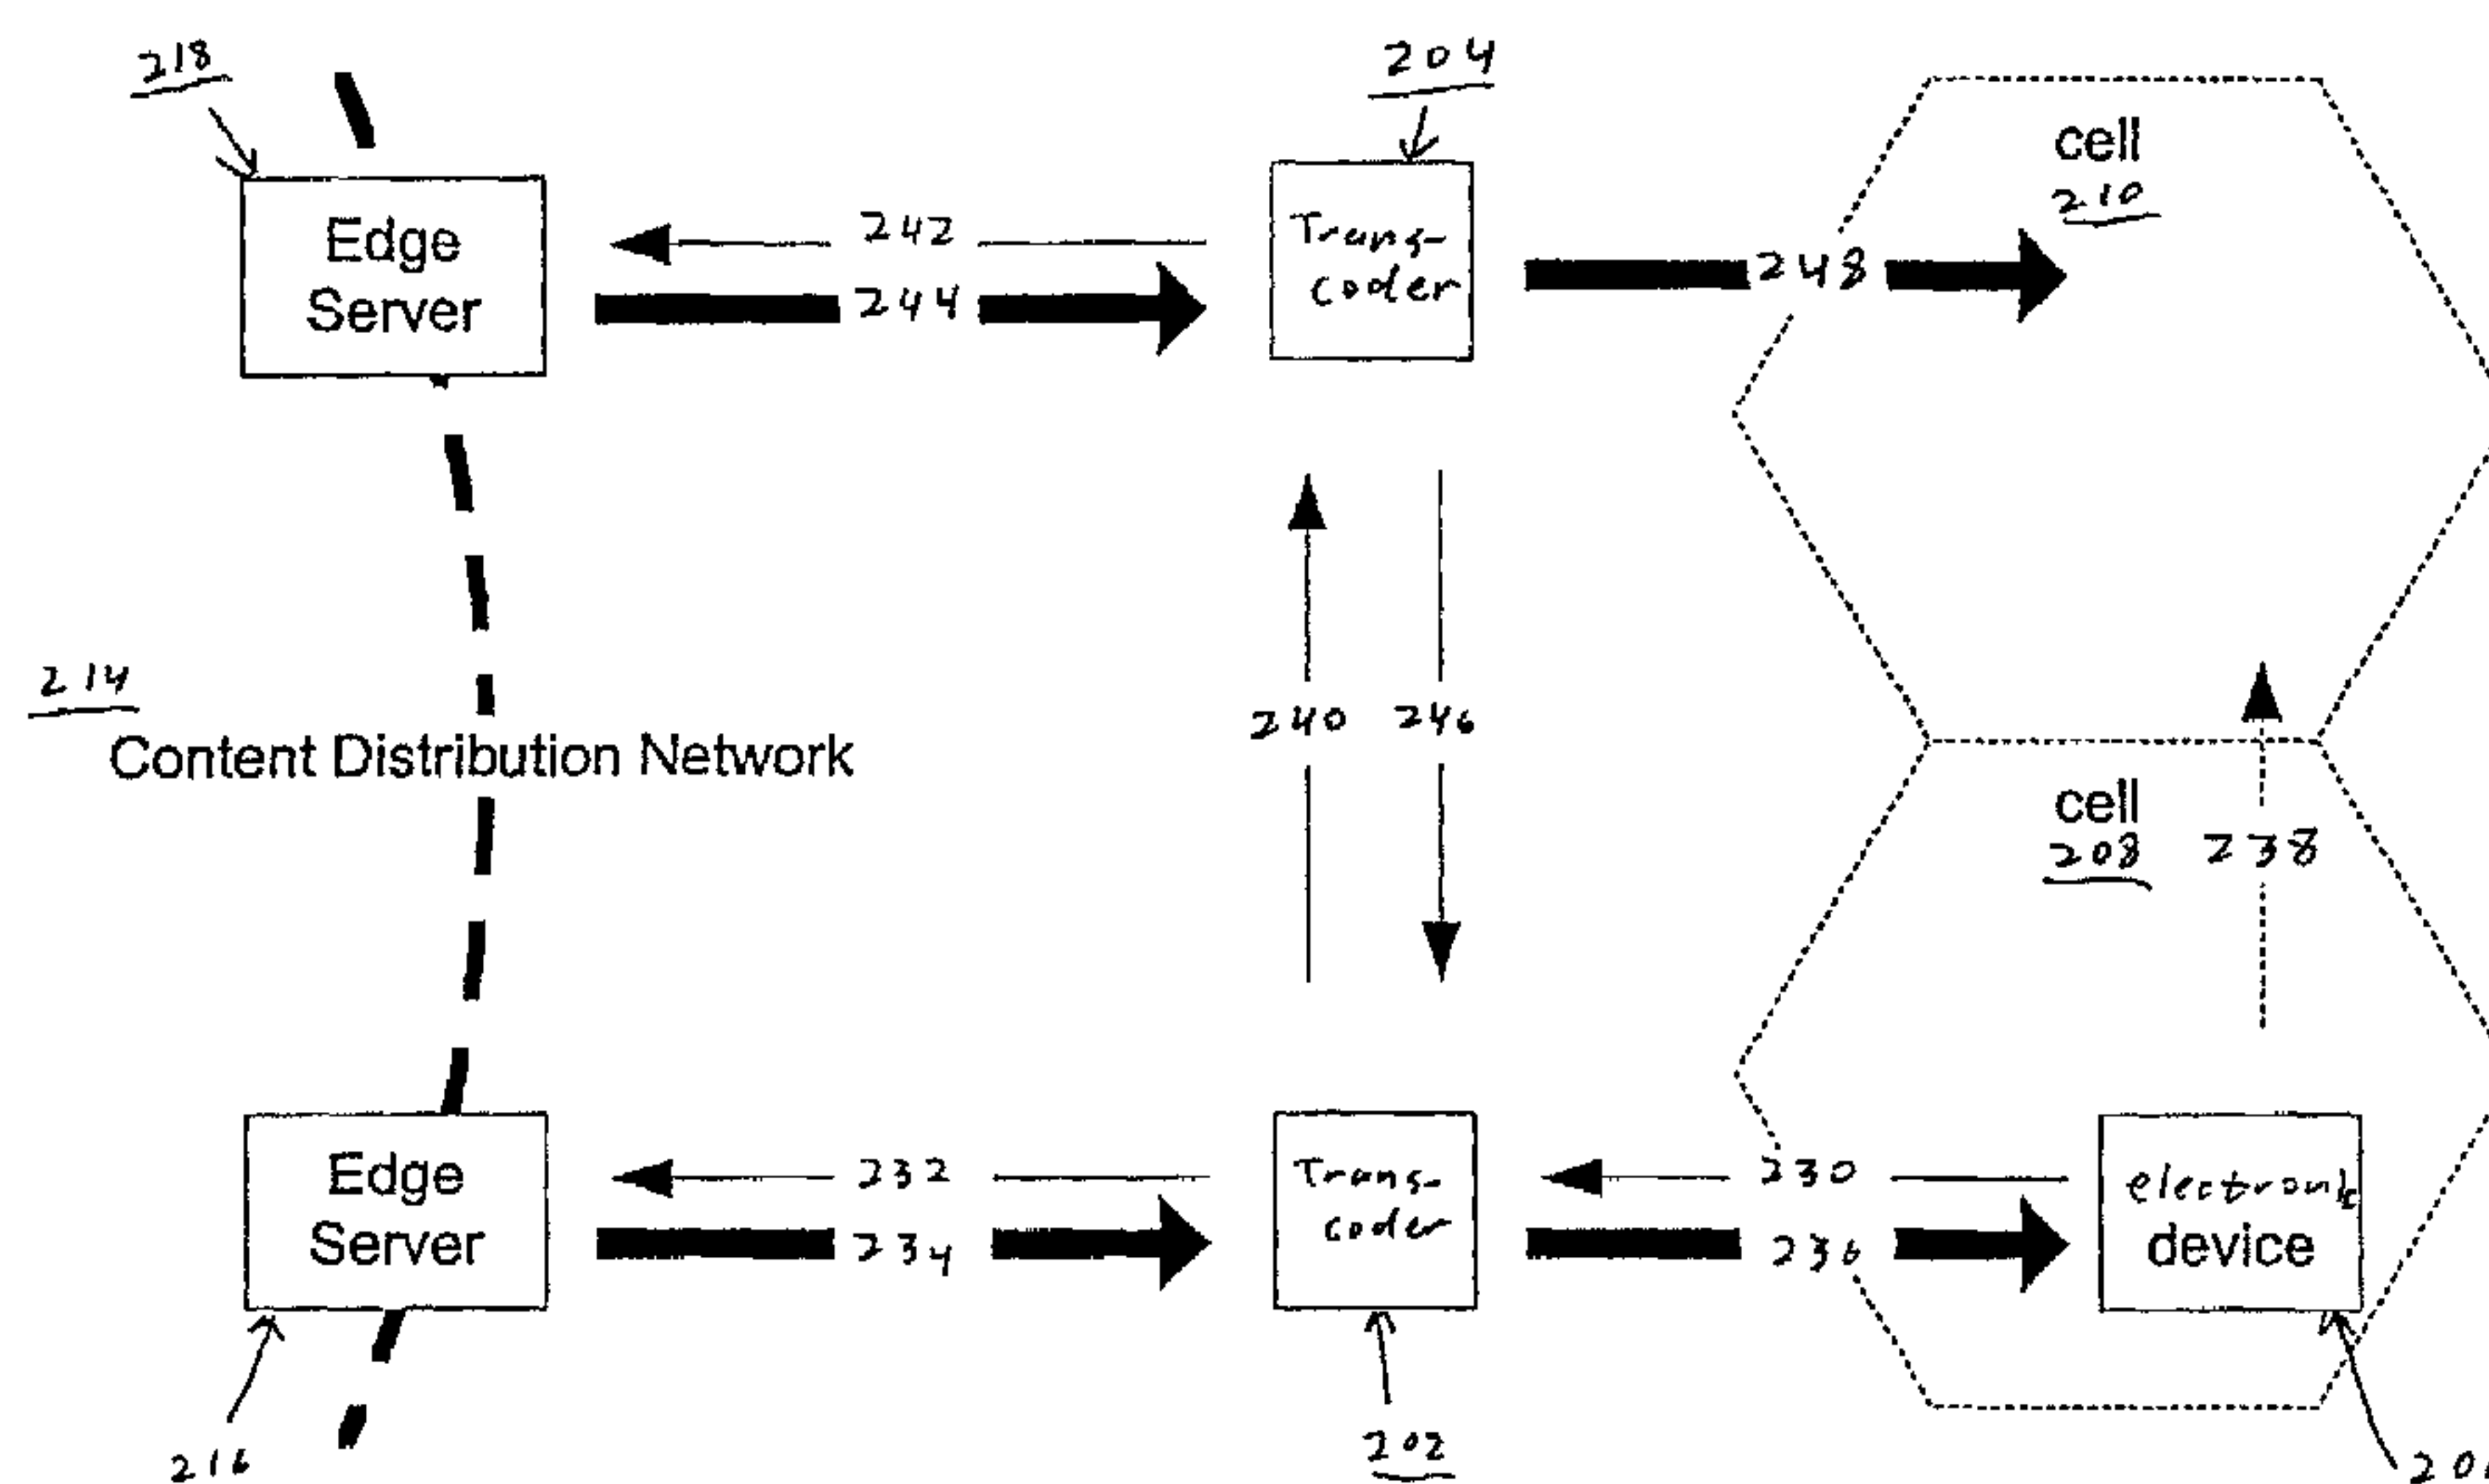 218
204
cell
210
Edge
Server
242
244
Trans-
coder
248
214
Content Distribution Network
240
246
cell
208
238
Edge
Server
232
234
Trans-
coder
230
236
electronic
device
216
202